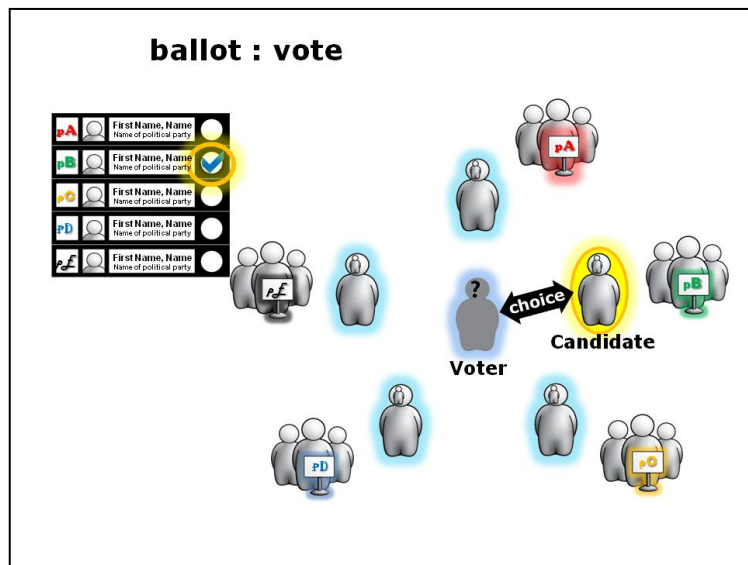 ballot : vote
pA First Name, Name
Name of political party
pB First Name, Name
Name of political party
pC First Name, Name
Name of political party
pD First Name, Name
Name of political party
pE First Name, Name
Name of political party
pA
pB
pE
?
choice
Candidate
Voter
pD
pC